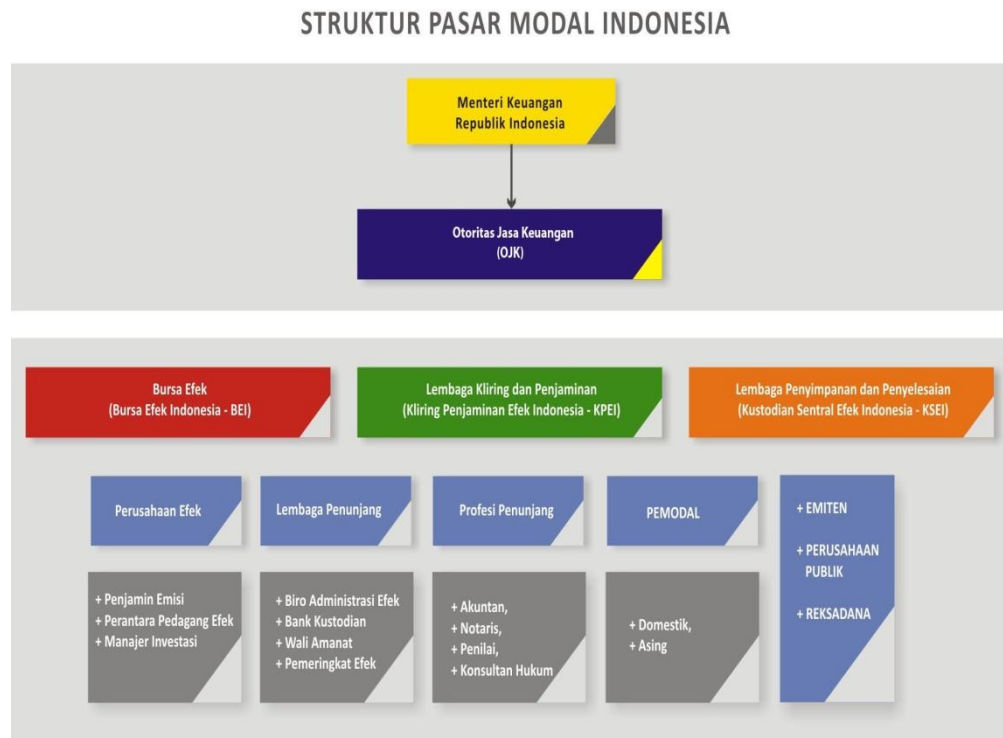 STRUKTUR PASAR MODAL INDONESIA
Menteri Keuangan
Republik Indonesia
Otoritas Jasa Keuangan
(OJK)
Bursa Efek
(Bursa Efek Indonesia - BEI)
Lembaga Kliring dan Penjaminan
(Kliring Penjaminan Efek Indonesia - KPEI)
Lembaga Penyimpanan dan Penyelesaian
(Kustodian Sentral Efek Indonesia - KSEI)
Perusahaan Efek
Lembaga Penunjang
Profesi Penunjang
PEMODAL
+ EMITEN
+ PERUSAHAAN
PUBLIK
+ REKSADANA
+ Penjamin Emisi
+ Perantara Pedagang Efek
+ Manajer Investasi
+ Biro Administrasi Efek
+ Bank Kustodian
+ Wali Amanat
+ Pemeringkat Efek
+ Akuntan,
+ Notaris,
+ Penilai,
+ Konsultan Hukum
+ Domestik,
+ Asing